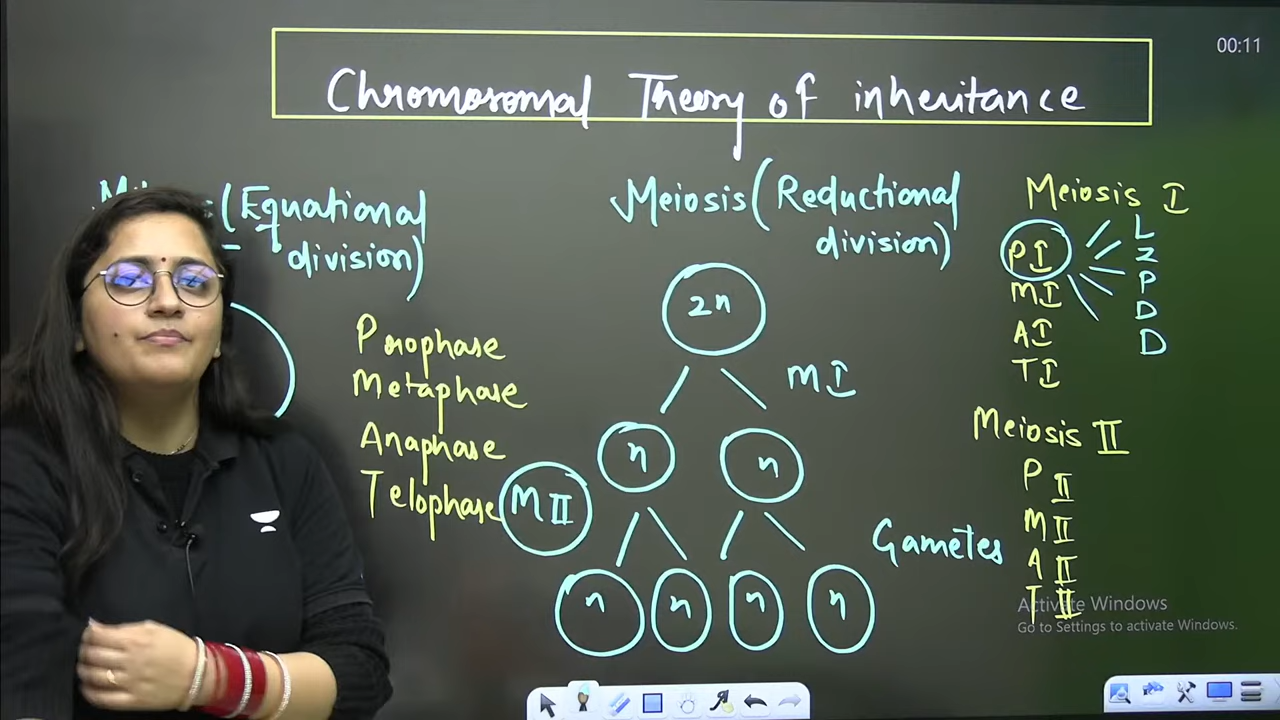 00:11
Chromosomal Theory of inheritance
(Equational
division)
Prophase
Metaphase
Anaphase
Telophase
Meiosis (Reductional
division)
2n
M I
n
n
M II
n
n
n
n
Gametes
Meiosis I
P I
M I
A I
T I
L
Z
P
D
D
Meiosis II
P II
M II
A II
T II
Activate Windows
Go to Settings to activate Windows.